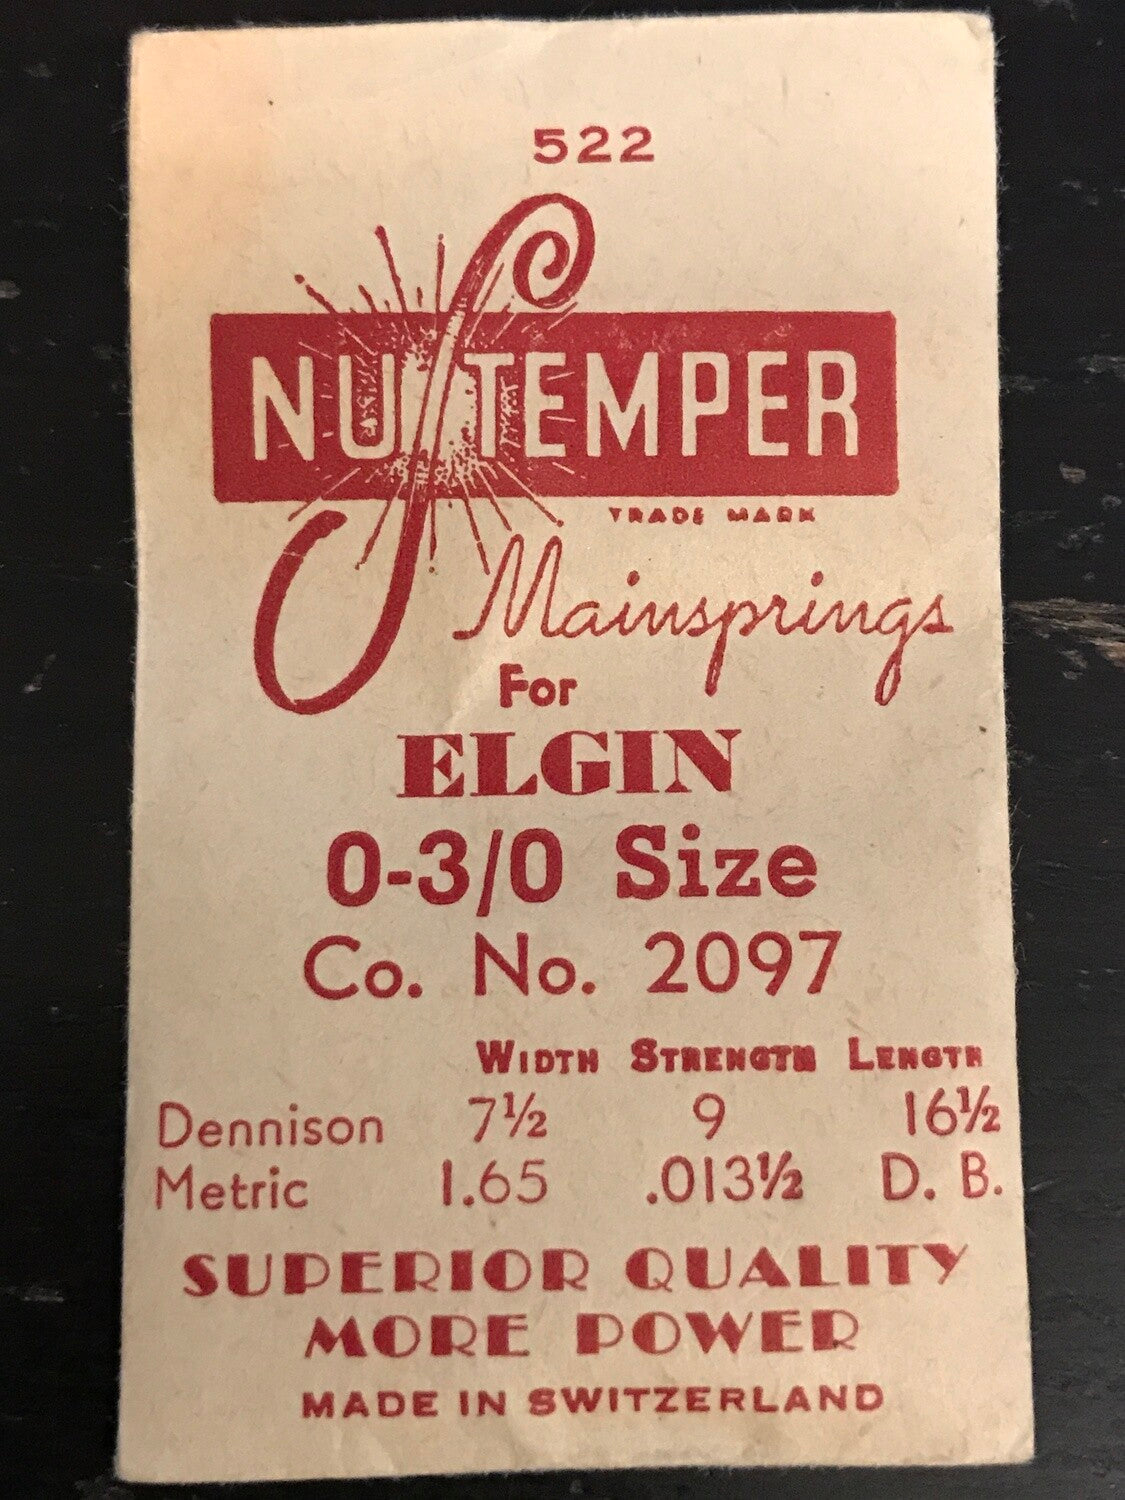 522
NU TEMPER
TRADE MARK
Mainsprings
For
ELGIN
0-3/0 Size
Co. No. 2097
WIDTH STRENGTH LENGTH
Dennison 7½ 9 16½
Metric 1.65 .013½ D. B.
SUPERIOR QUALITY
MORE POWER
MADE IN SWITZERLAND